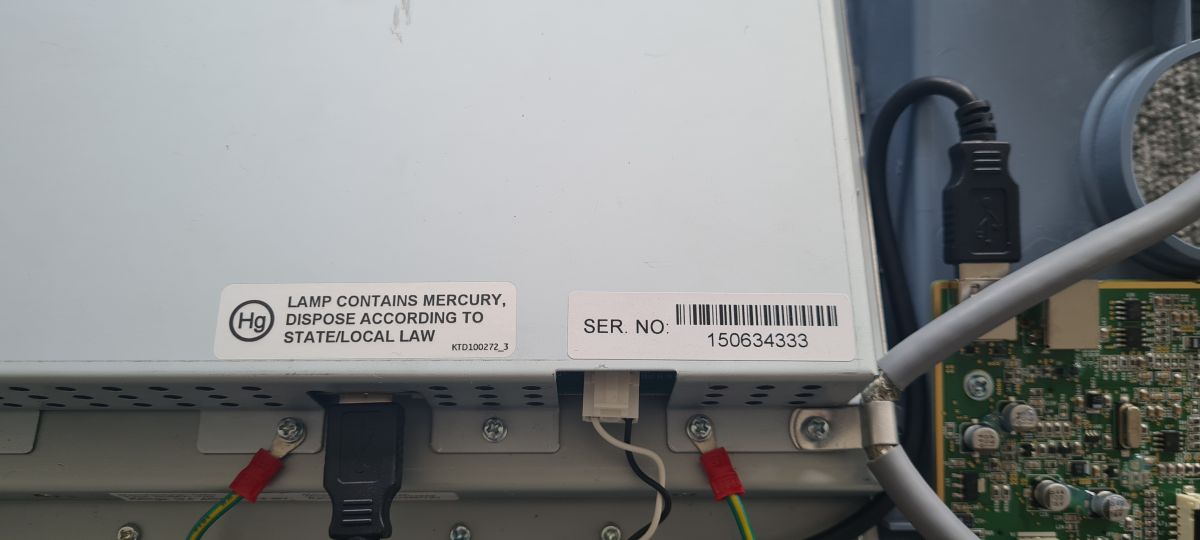 Hg
LAMP CONTAINS MERCURY,
DISPOSE ACCORDING TO
STATE/LOCAL LAW
KTD100272_3
SER. NO:
150634333